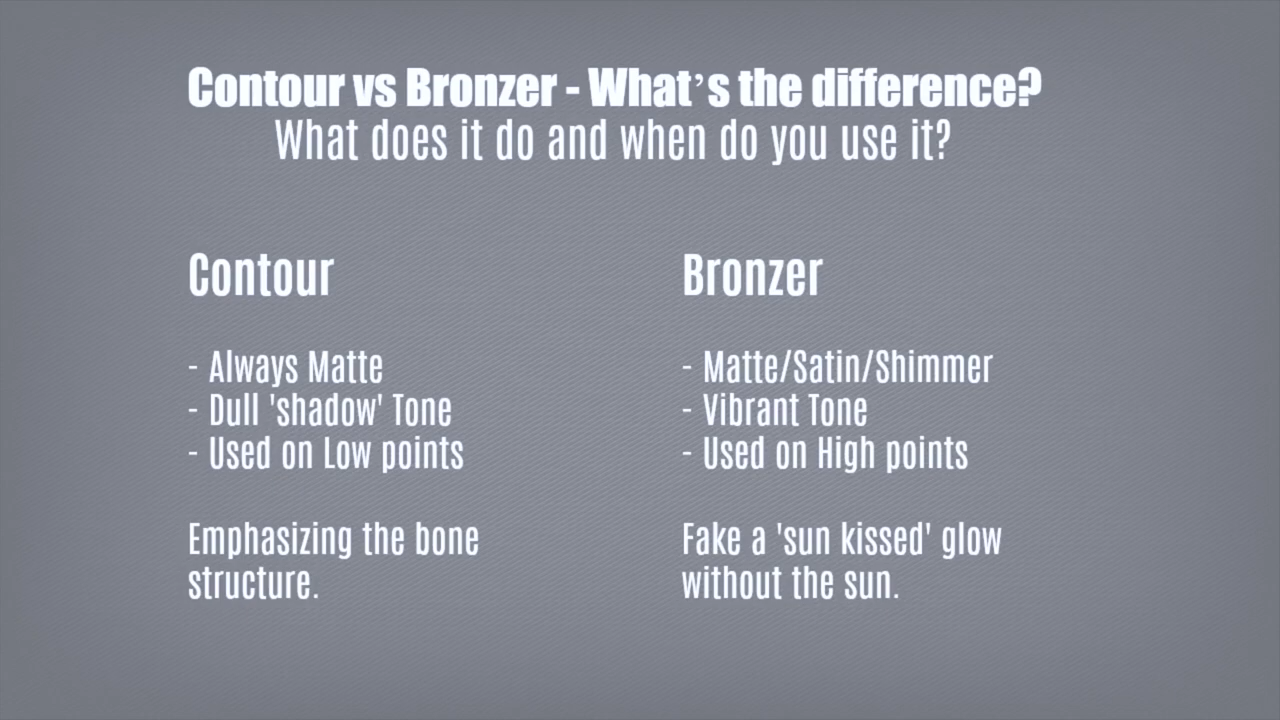 Contour vs Bronzer - What's the difference?
What does it do and when do you use it?
Contour
- Always Matte
- Dull 'shadow' Tone
- Used on Low points
Emphasizing the bone
structure.
Bronzer
- Matte/Satin/Shimmer
- Vibrant Tone
- Used on High points
Fake a 'sun kissed' glow
without the sun.